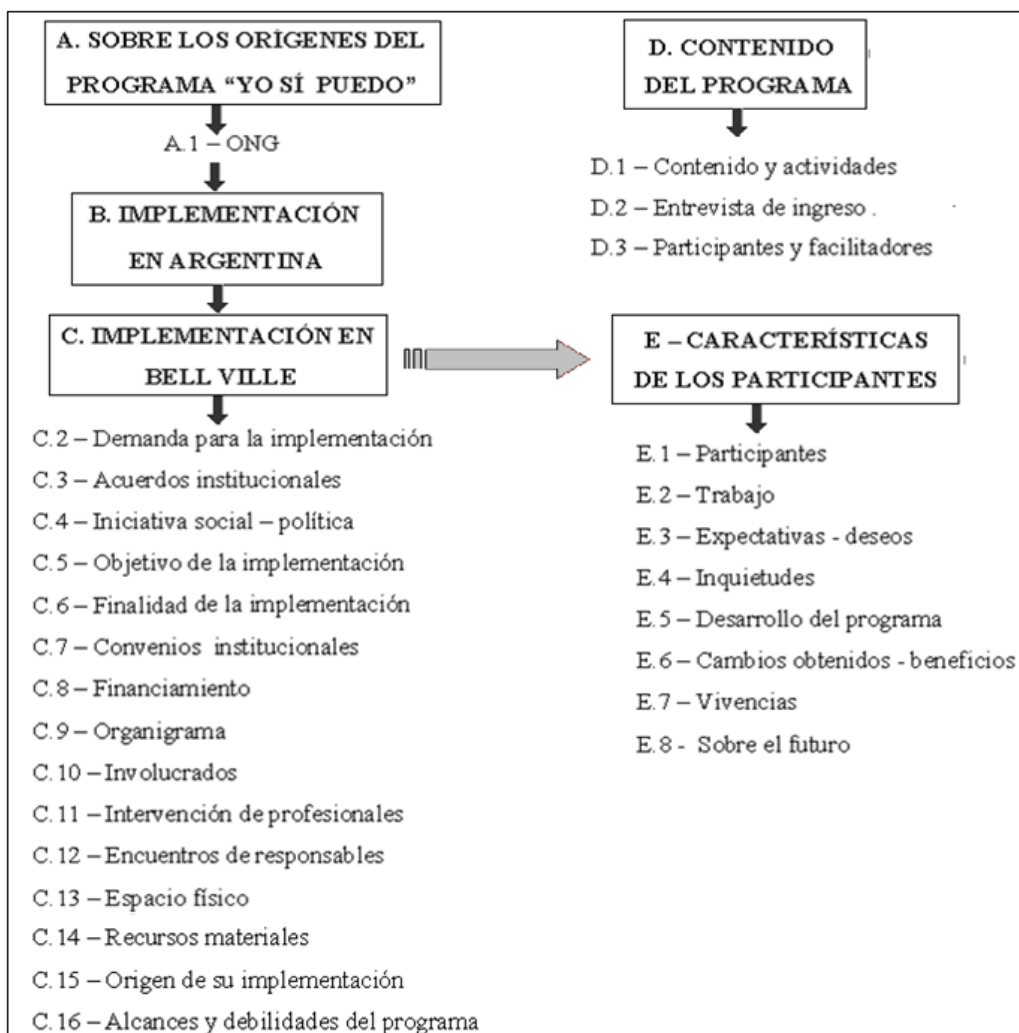 A. SOBRE LOS ORÍGENES DEL
PROGRAMA “YO SÍ PUEDO”
A.1 – ONG
B. IMPLEMENTACIÓN
EN ARGENTINA
C. IMPLEMENTACIÓN EN
BELL VILLE
C.2 – Demanda para la implementación
C.3 – Acuerdos institucionales
C.4 – Iniciativa social – política
C.5 – Objetivo de la implementación
C.6 – Finalidad de la implementación
C.7 – Convenios institucionales
C.8 – Financiamiento
C.9 – Organigrama
C.10 – Involucrados
C.11 – Intervención de profesionales
C.12 – Encuentros de responsables
C.13 – Espacio físico
C.14 – Recursos materiales
C.15 – Origen de su implementación
C.16 – Alcances y debilidades del programa
D. CONTENIDO
DEL PROGRAMA
D.1 – Contenido y actividades
D.2 – Entrevista de ingreso .
D.3 – Participantes y facilitadores
E – CARACTERÍSTICAS
DE LOS PARTICIPANTES
E.1 – Participantes
E.2 – Trabajo
E.3 – Expectativas - deseos
E.4 – Inquietudes
E.5 – Desarrollo del programa
E.6 – Cambios obtenidos - beneficios
E.7 – Vivencias
E.8 - Sobre el futuro